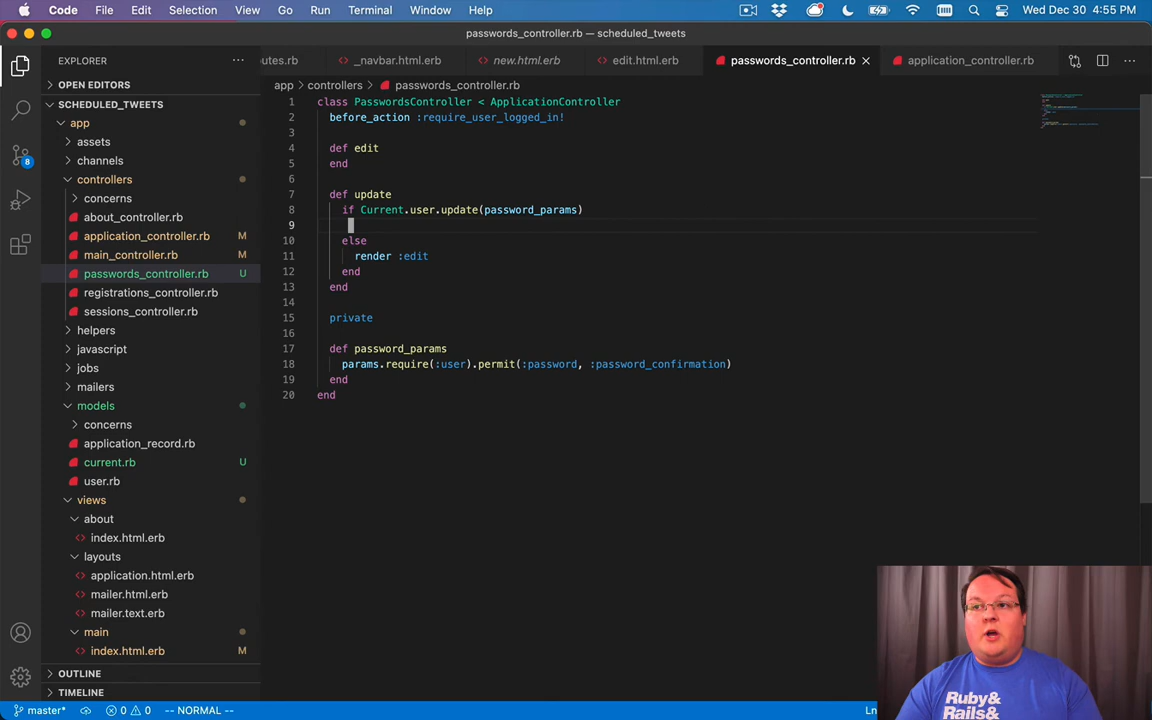 Code File Edit Selection View Go Run Terminal Window Help Wed Dec 30 4:55 PM
passwords_controller.rb — scheduled_tweets
EXPLORER
utes.rb _navbar.html.erb new.html.erb edit.html.erb passwords_controller.rb application_controller.rb
OPEN EDITORS
app › controllers › passwords_controller.rb
SCHEDULED_TWEETS
app
assets
channels
controllers
concerns
about_controller.rb
application_controller.rb M
main_controller.rb M
passwords_controller.rb U
registrations_controller.rb
sessions_controller.rb
helpers
javascript
jobs
mailers
models
concerns
application_record.rb
current.rb U
user.rb
views
about
index.html.erb
layouts
application.html.erb
mailer.html.erb
mailer.text.erb
main
index.html.erb M
OUTLINE
TIMELINE
8
1 class PasswordsController < ApplicationController
2 before_action :require_user_logged_in!
3
4 def edit
5 end
6
7 def update
8 if Current.user.update(password_params)
9
10 else
11 render :edit
12 end
13 end
14
15 private
16
17 def password_params
18 params.require(:user).permit(:password, :password_confirmation)
19 end
20 end
master* 0 0 -- NORMAL -- Ln
Ruby&
Rails&